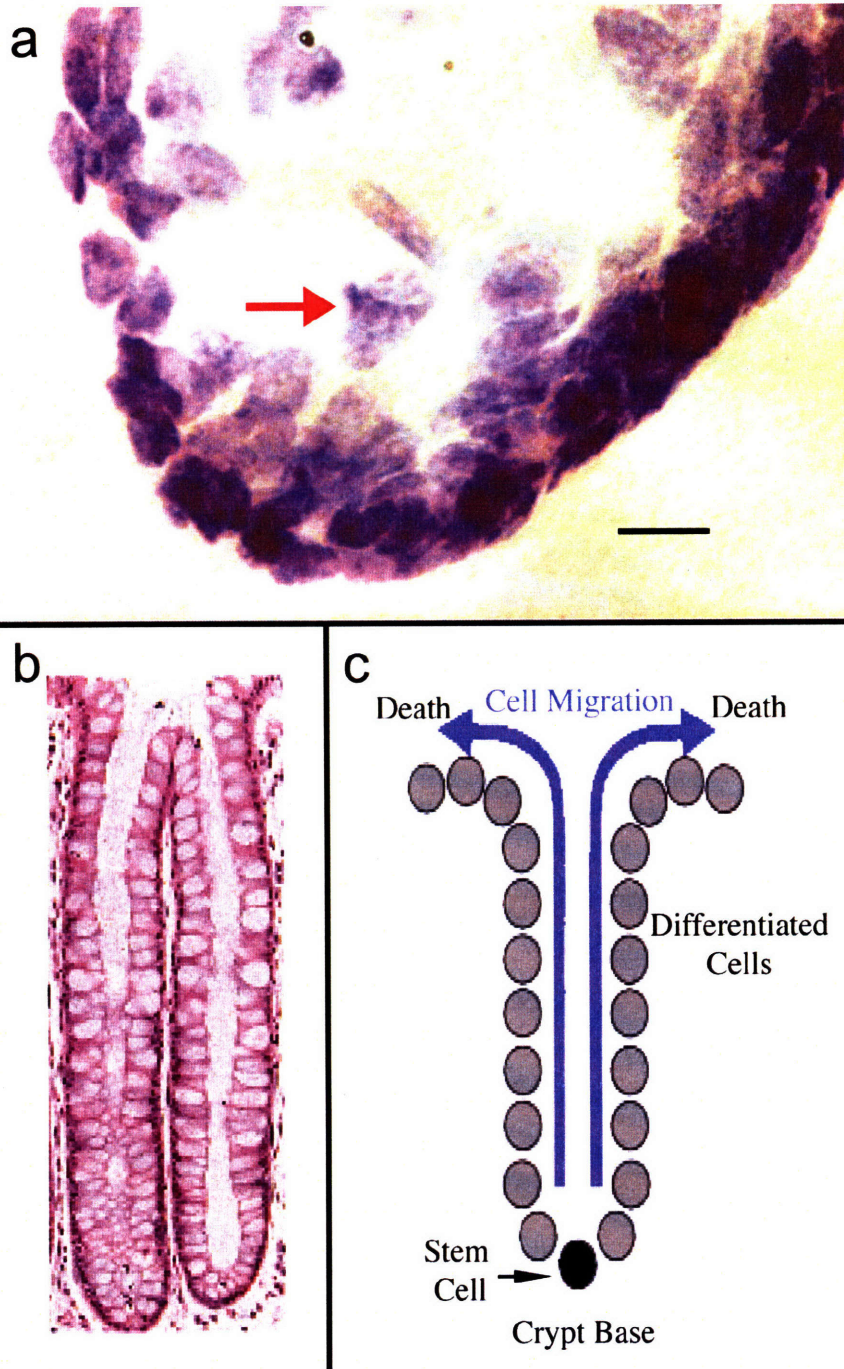 a
b
c
Death
Cell Migration
Death
Differentiated
Cells
Stem
Cell
Crypt Base